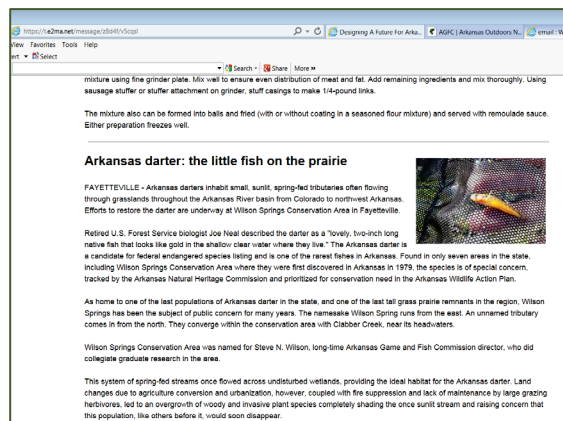 https://t.e2ma.net/message/z8d4f/v5cqsl
Designing A Future For Arka...
AGFC | Arkansas Outdoors N...
email : W
View Favorites Tools Help
ert Select
Search Share More »
mixture using fine grinder plate. Mix well to ensure even distribution of meat and fat. Add remaining ingredients and mix thoroughly. Using
sausage stuffer or stuffer attachment on grinder, stuff casings to make 1/4-pound links.
The mixture also can be formed into balls and fried (with or without coating in a seasoned flour mixture) and served with remoulade sauce.
Either preparation freezes well.
Arkansas darter: the little fish on the prairie
FAYETTEVILLE - Arkansas darters inhabit small, sunlit, spring-fed tributaries often flowing
through grasslands throughout the Arkansas River basin from Colorado to northwest Arkansas.
Efforts to restore the darter are underway at Wilson Springs Conservation Area in Fayetteville.
Retired U.S. Forest Service biologist Joe Neal described the darter as a "lovely, two-inch long
native fish that looks like gold in the shallow clear water where they live." The Arkansas darter is
a candidate for federal endangered species listing and is one of the rarest fishes in Arkansas. Found in only seven areas in the state,
including Wilson Springs Conservation Area where they were first discovered in Arkansas in 1979, the species is of special concern,
tracked by the Arkansas Natural Heritage Commission and prioritized for conservation need in the Arkansas Wildlife Action Plan.
As home to one of the last populations of Arkansas darter in the state, and one of the last tall grass prairie remnants in the region, Wilson
Springs has been the subject of public concern for many years. The namesake Wilson Spring runs from the east. An unnamed tributary
comes in from the north. They converge within the conservation area with Clabber Creek, near its headwaters.
Wilson Springs Conservation Area was named for Steve N. Wilson, long-time Arkansas Game and Fish Commission director, who did
collegiate graduate research in the area.
This system of spring-fed streams once flowed across undisturbed wetlands, providing the ideal habitat for the Arkansas darter. Land
changes due to agriculture conversion and urbanization, however, coupled with fire suppression and lack of maintenance by large grazing
herbivores, led to an overgrowth of woody and invasive plant species completely shading the once sunlit stream and raising concern that
this population, like others before it, would soon disappear.